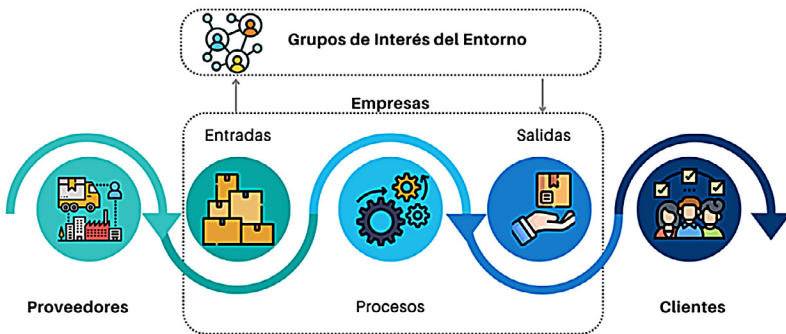 Grupos de Interés del Entorno
Empresas
Entradas
Salidas
Proveedores
Procesos
Clientes